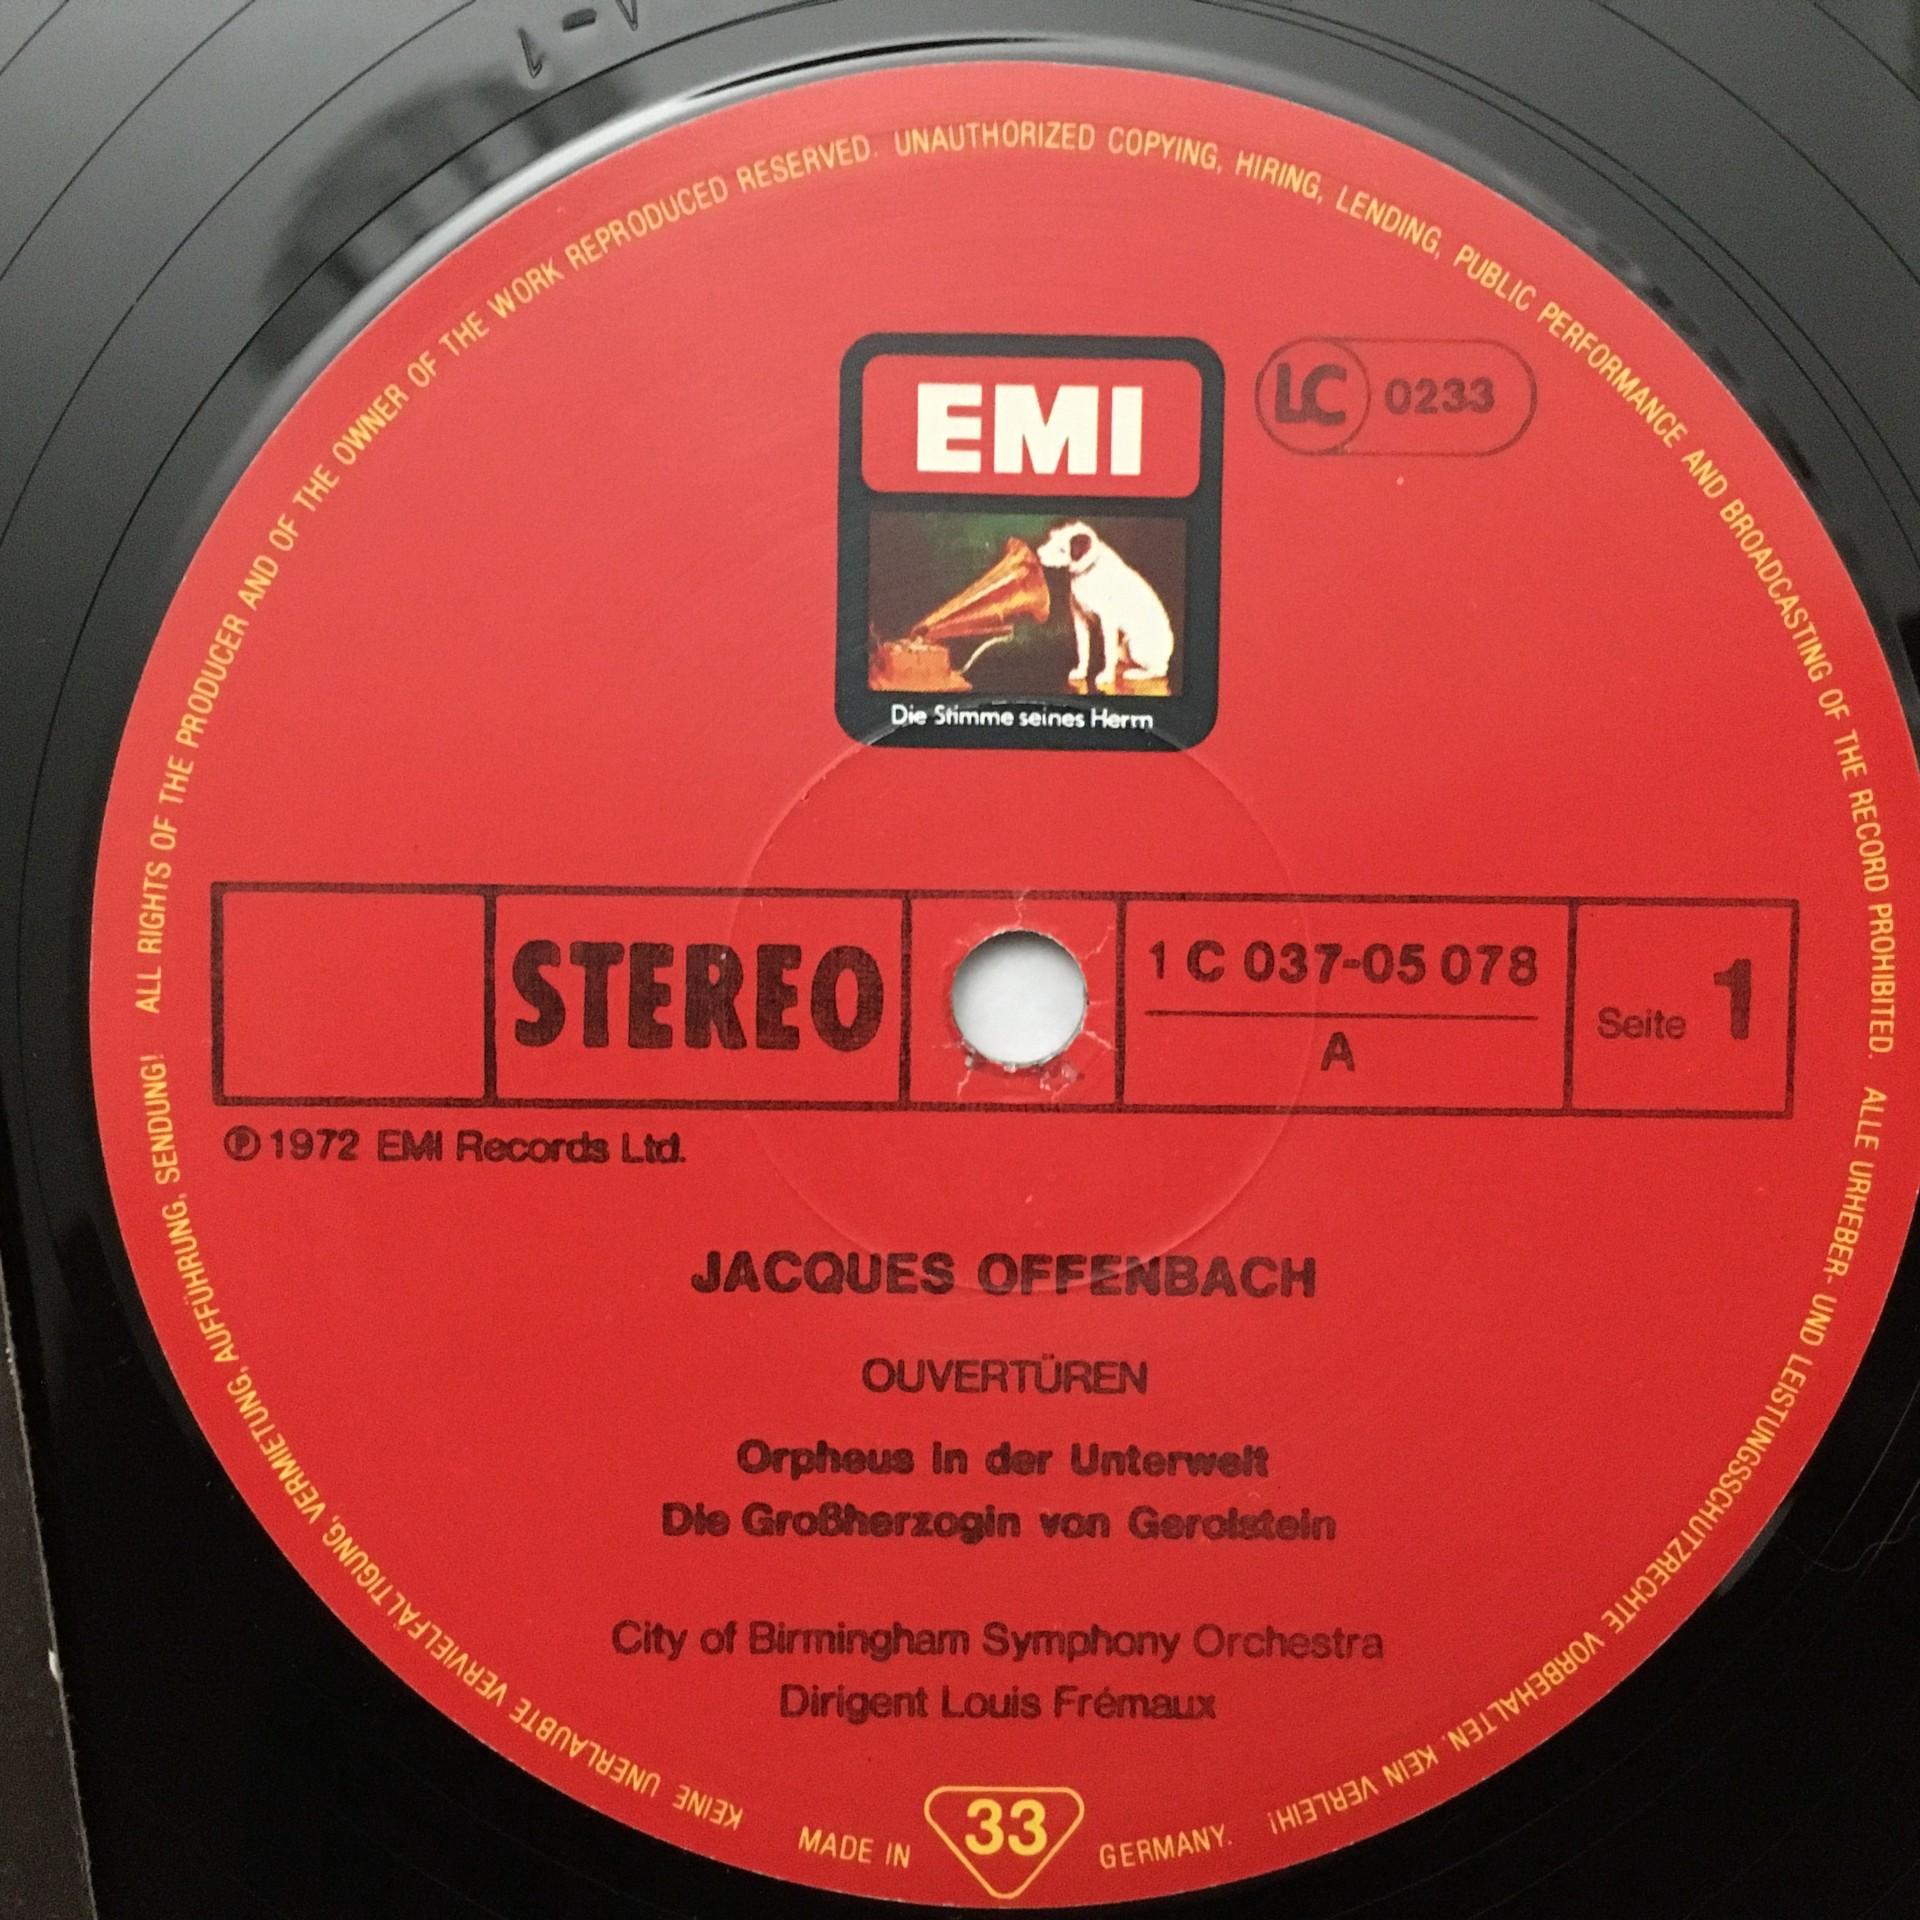 ALL RIGHTS OF THE PRODUCER AND OF THE OWNER OF THE WORK REPRODUCED RESERVED. UNAUTHORIZED COPYING, HIRING, LENDING, PUBLIC PERFORMANCE AND BROADCASTING OF THE RECORD PROHIBITED.
EMI
LC 0233
Die Stimme seines Herrn
STEREO
1 C 037-05 078
A
Seite 1
℗ 1972 EMI Records Ltd.
JACQUES OFFENBACH
OUVERTÜREN
Orpheus in der Unterwelt
Die Großherzogin von Gerolstein
City of Birmingham Symphony Orchestra
Dirigent Louis Frémaux
ALLE URHEBER- UND LEISTUNGSSCHUTZRECHTE VORBEHALTEN. KEIN VERLEIH!
KEINE UNERLAUBTE VERVIELFÄLTIGUNG, VERMIETUNG, AUFFÜHRUNG, SENDUNG!
MADE IN 33 GERMANY.